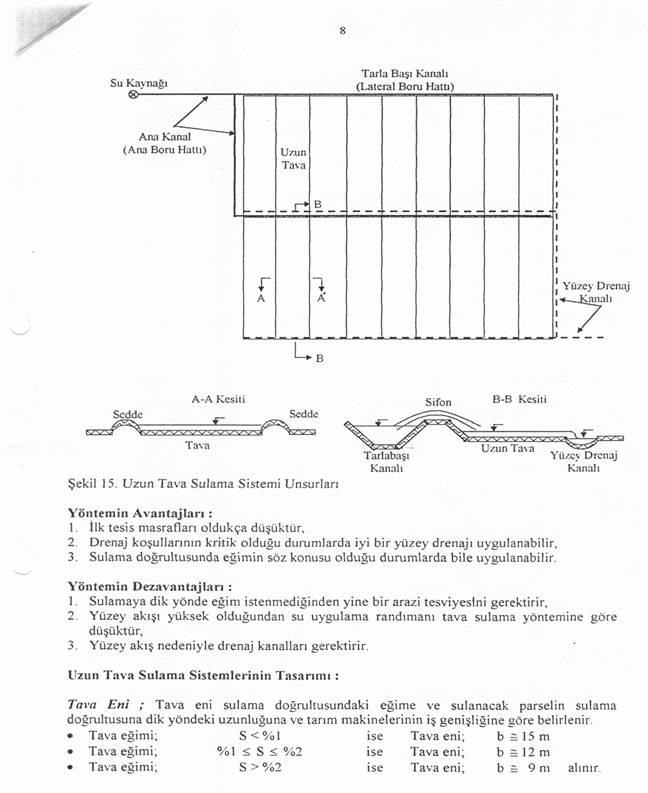 8
Su Kaynağı
Tarla Başı Kanalı
(Lateral Boru Hattı)
Ana Kanal
(Ana Boru Hattı)
Uzun
Tava
B
A
A
Yüzey Drenaj
Kanalı
B
A-A Kesiti
B-B Kesiti
Sedde
Sedde
Tava
Sifon
Tarlabaşı
Kanalı
Uzun Tava
Yüzey Drenaj
Kanalı
Şekil 15. Uzun Tava Sulama Sistemi Unsurları
Yöntemin Avantajları :
1. İlk tesis masrafları oldukça düşüktür,
2. Drenaj koşullarının kritik olduğu durumlarda iyi bir yüzey drenajı uygulanabilir,
3. Sulama doğrultusunda eğimin söz konusu olduğu durumlarda bile uygulanabilir.
Yöntemin Dezavantajları :
1. Sulamaya dik yönde eğim istenmediğinden yine bir arazi tesviyesini gerektirir,
2. Yüzey akışı yüksek olduğundan su uygulama randımanı tava sulama yöntemine göre
düşüktür,
3. Yüzey akış nedeniyle drenaj kanalları gerektirir.
Uzun Tava Sulama Sistemlerinin Tasarımı :
Tava Eni ; Tava eni sulama doğrultusundaki eğime ve sulanacak parselin sulama
doğrultusuna dik yöndeki uzunluğuna ve tarım makinelerinin iş genişliğine göre belirlenir.
• Tava eğimi; S < %1 ise Tava eni; b ≅ 15 m
• Tava eğimi; %1 ≤ S ≤ %2 ise Tava eni; b ≅ 12 m
• Tava eğimi; S > %2 ise Tava eni; b ≅ 9 m alınır.